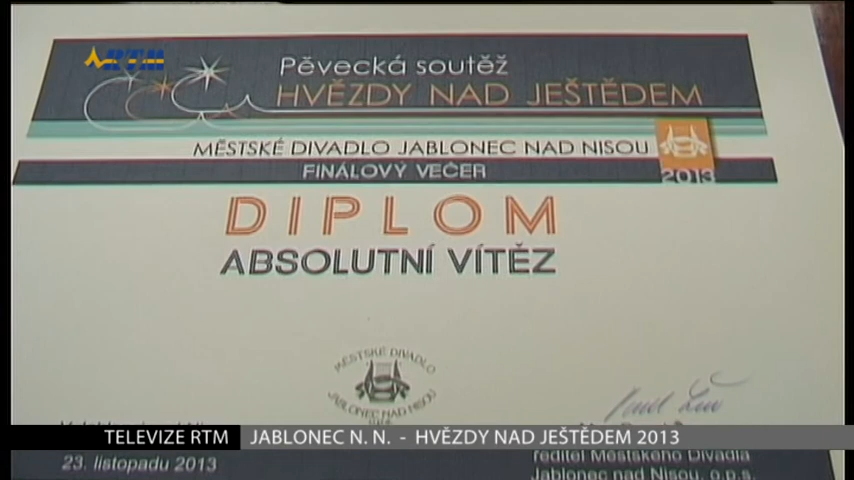 RTM
Pěvecká soutěž
HVĚZDY NAD JEŠTĚDEM
MĚSTSKÉ DIVADLO JABLONEC NAD NISOU
FINÁLOVÝ VEČER
2013
DIPLOM
ABSOLUTNÍ VÍTĚZ
MĚSTSKÉ DIVADLO
JABLONEC NAD NISOU
TELEVIZE RTM
JABLONEC N. N. - HVĚZDY NAD JEŠTĚDEM 2013
23. listopadu 2013
ředitel Městského Divadla
Jablonec nad Nisou, o.p.s.